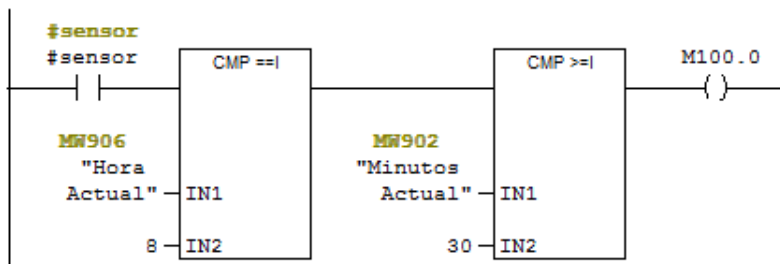 #sensor
#sensor
CMP ==I
CMP >=I
M100.0
MW906
"Hora
Actual"
IN1
8
IN2
MW902
"Minutos
Actual"
IN1
30
IN2